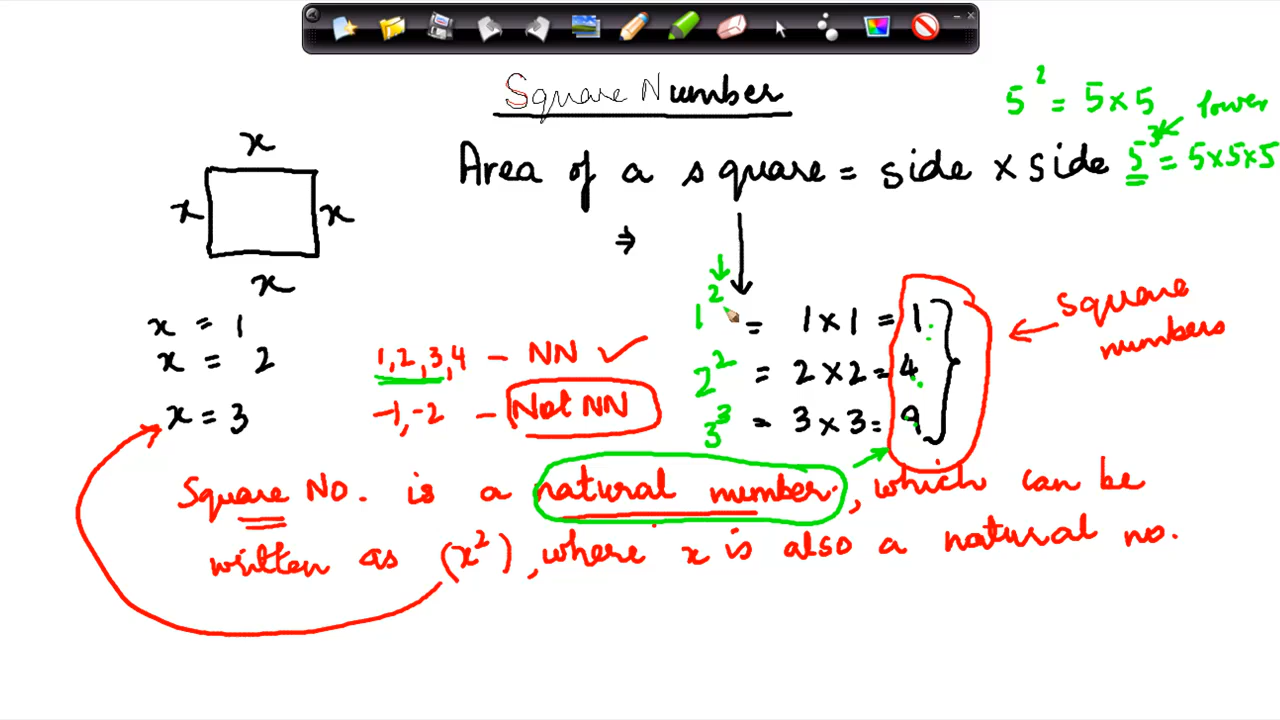 Square Number
5² = 5×5
lower
Area of a square = side × side
5³ = 5×5×5
x
x
x
x
⇒
x = 1
x = 2
x = 3
1,2,3,4 – NN ✓
-1,-2 – Not NN
1² = 1×1 = 1
2² = 2×2 = 4
3³ = 3×3 = 9
square
numbers
Square No. is a natural number, which can be
written as (x²), where x is also a natural no.